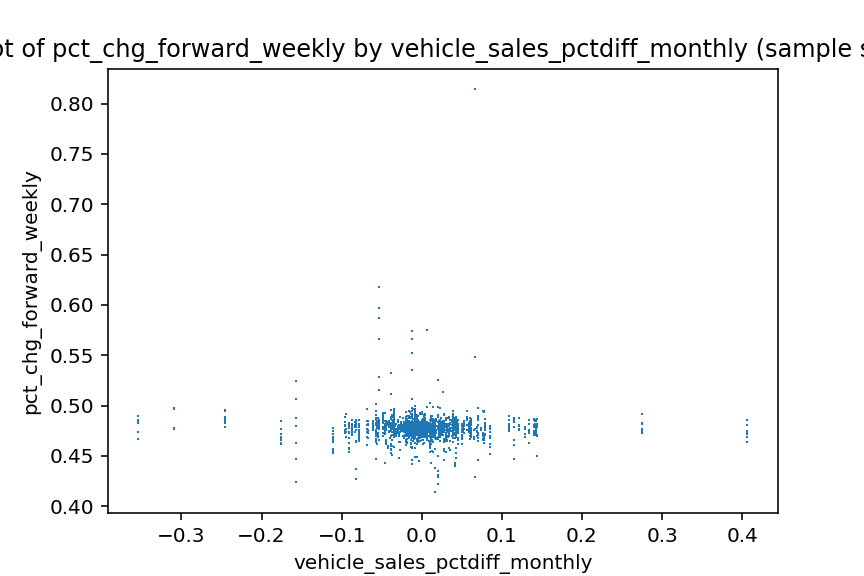 of pct_chg_forward_weekly by vehicle_sales_pctdiff_monthly (sample
0.80
0.75
0.70
0.65
0.60
0.55
0.50
0.45
0.40
pct_chg_forward_weekly
−0.3 −0.2 −0.1 0.0 0.1 0.2 0.3 0.4
vehicle_sales_pctdiff_monthly